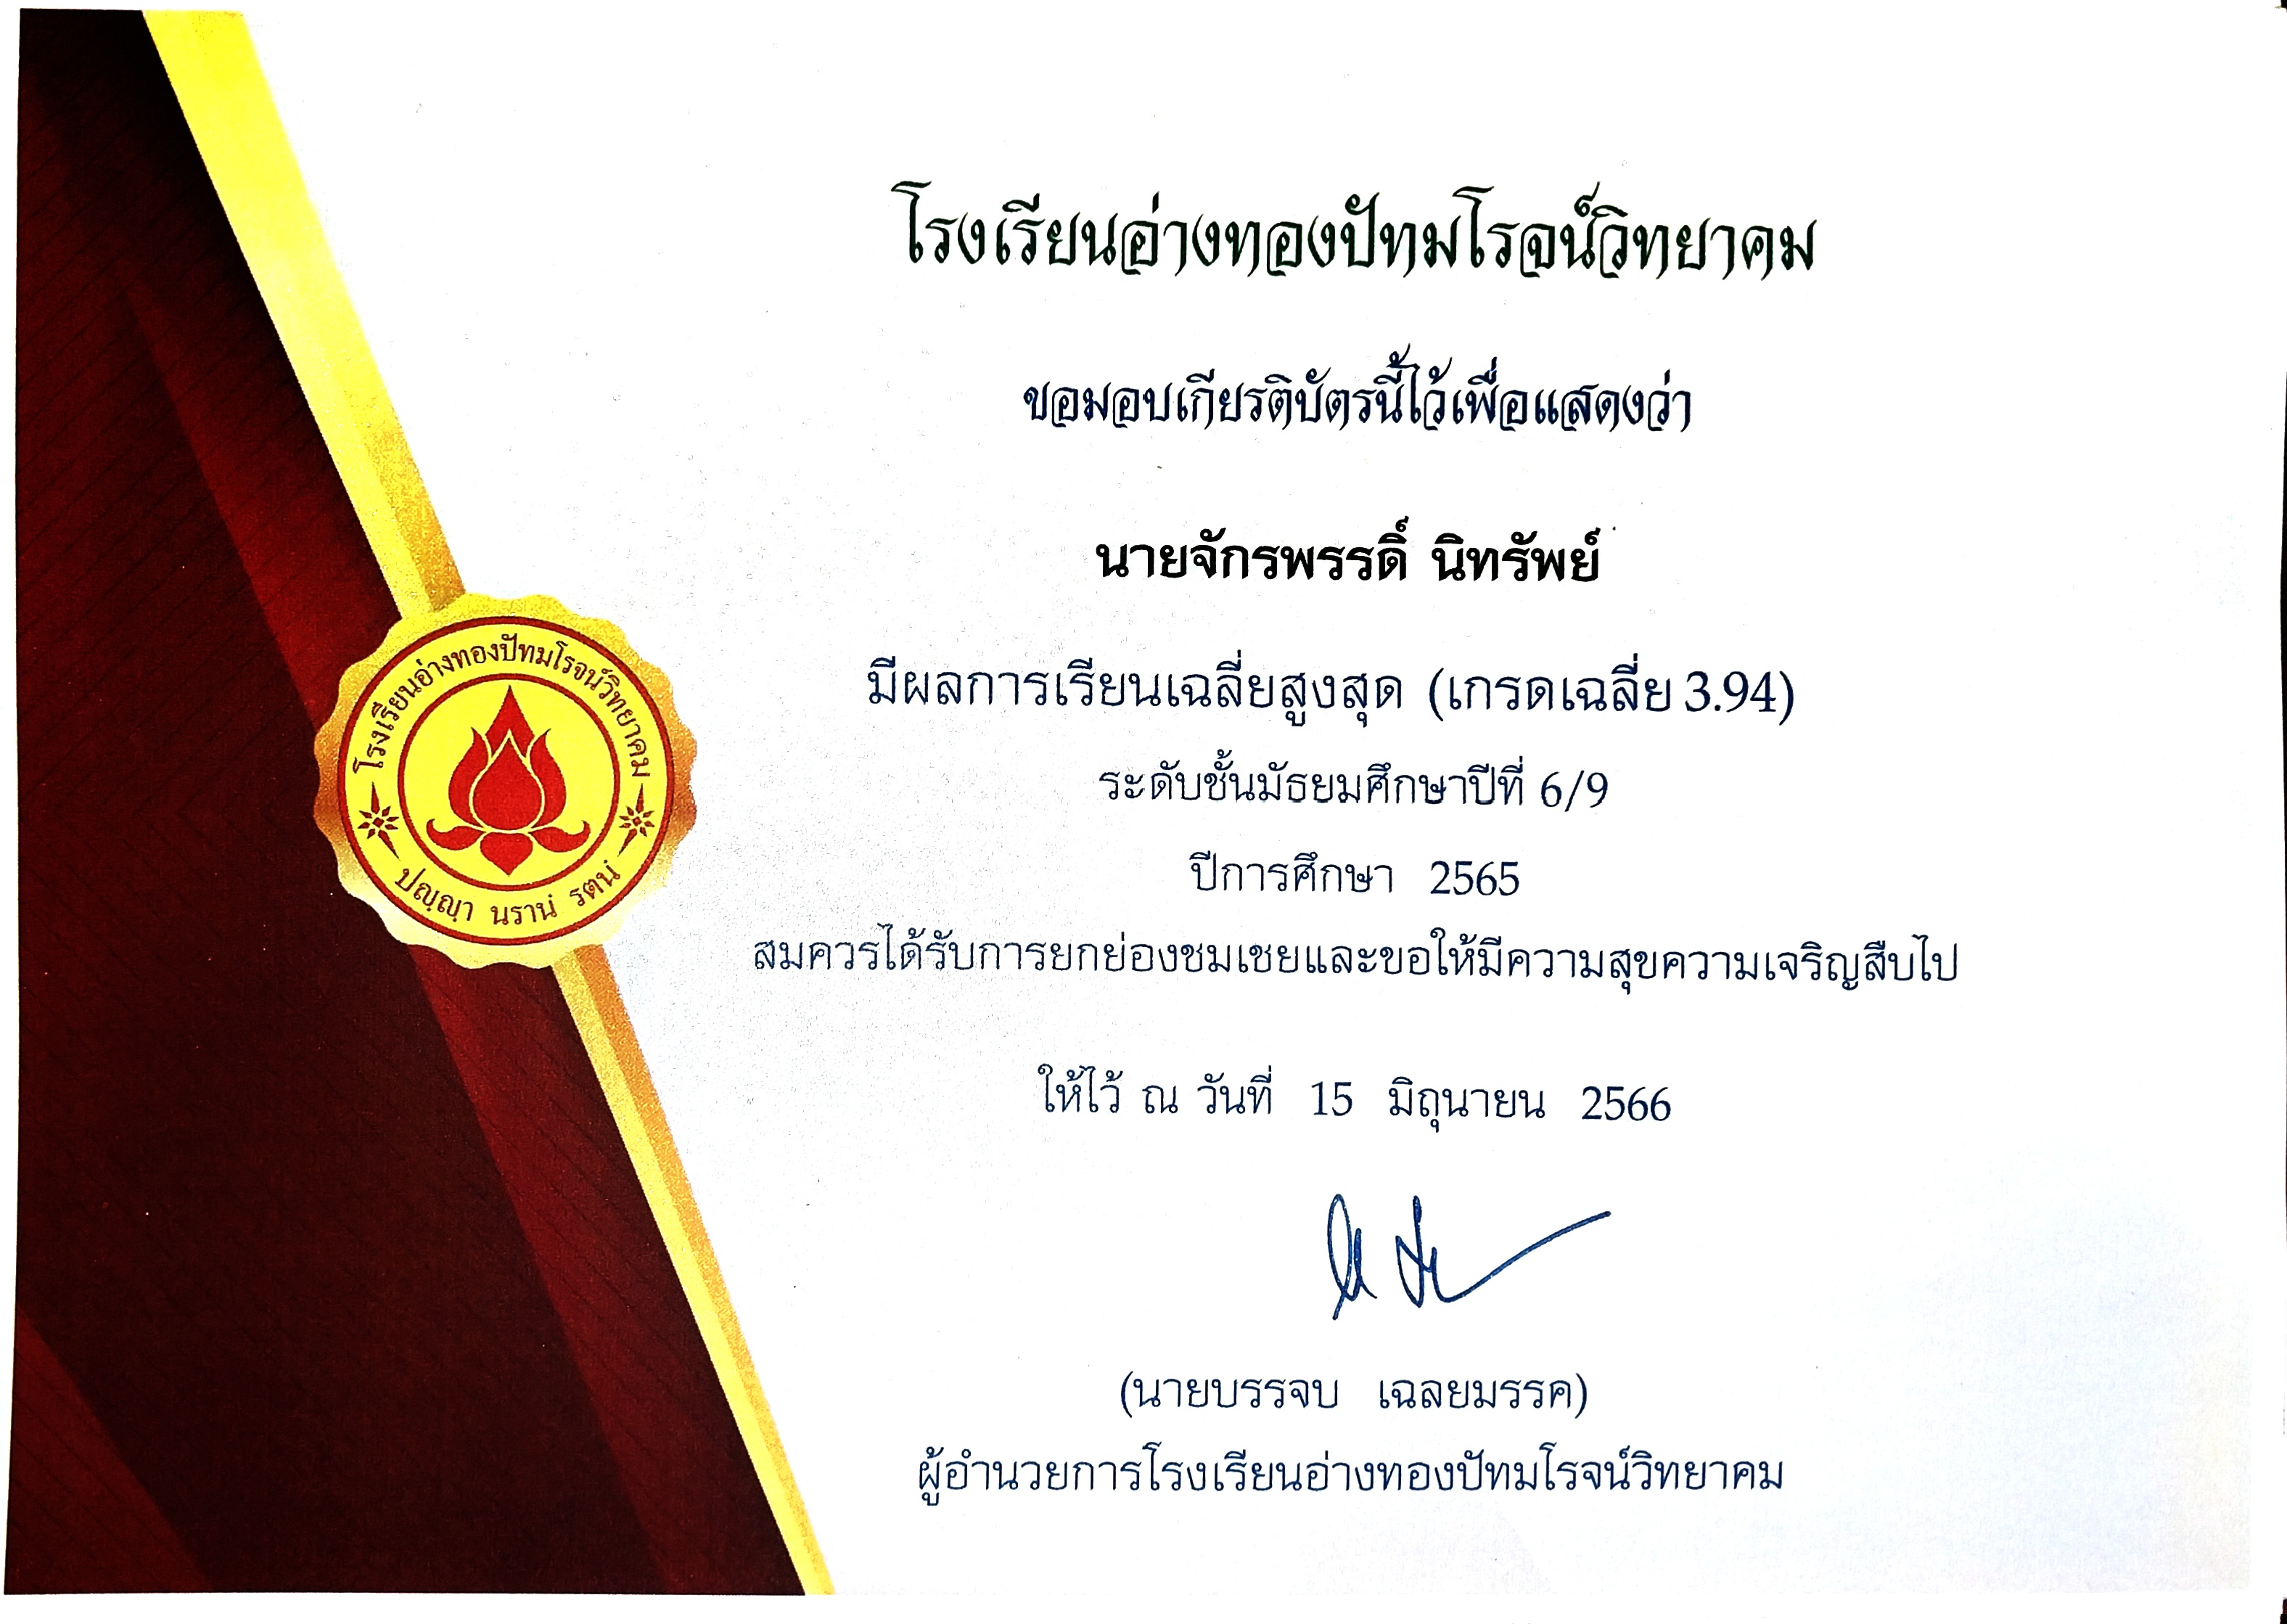 โรงเรียนอ่างทองปัทมโรจน์วิทยาคม
ขอมอบเกียรติบัตรนี้ไว้เพื่อแสดงว่า
นายจักรพรรดิ์ นิทรัพย์
มีผลการเรียนเฉลี่ยสูงสุด (เกรดเฉลี่ย 3.94)
ระดับชั้นมัธยมศึกษาปีที่ 6/9
ปีการศึกษา 2565
สมควรได้รับการยกย่องชมเชยและขอให้มีความสุขความเจริญสืบไป
ให้ไว้ ณ วันที่ 15 มิถุนายน 2566
(นายบรรจบ เฉลยมรรค)
ผู้อำนวยการโรงเรียนอ่างทองปัทมโรจน์วิทยาคม
โรงเรียนอ่างทองปัทมโรจน์วิทยาคม
ปญฺญา นรานํ รตนํ